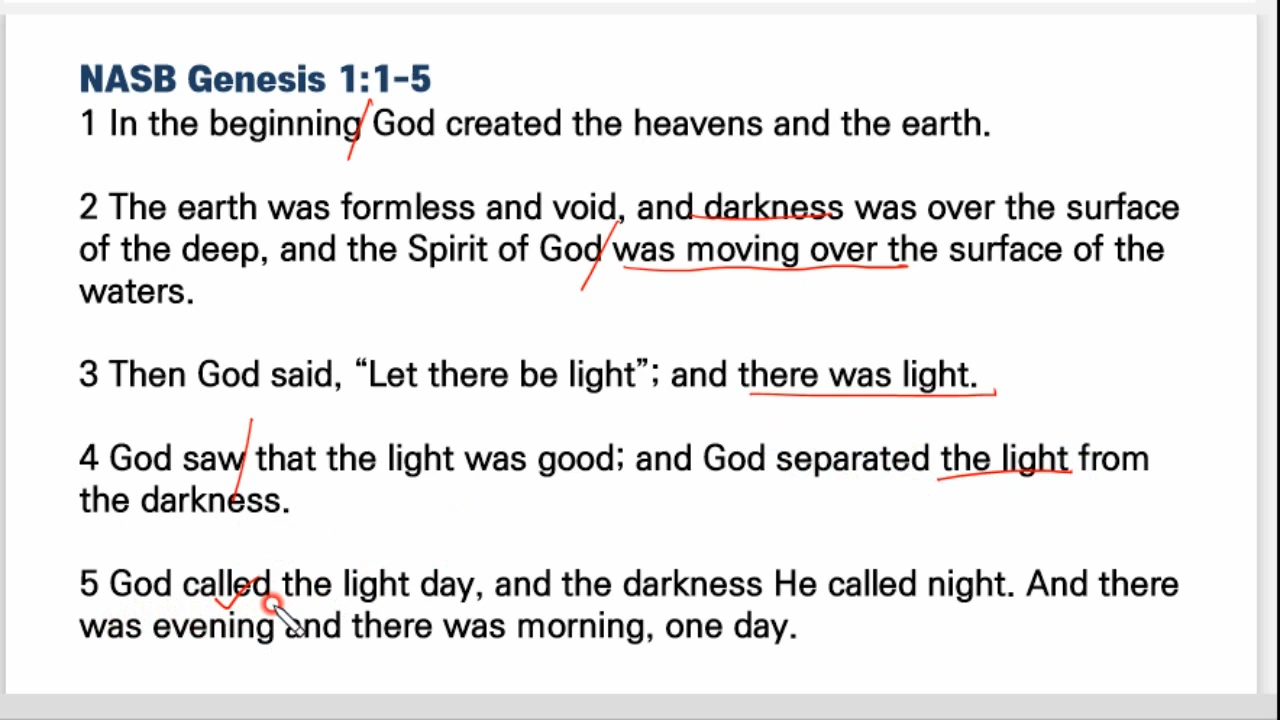 NASB Genesis 1:1-5
1 In the beginning God created the heavens and the earth.
2 The earth was formless and void, and darkness was over the surface
of the deep, and the Spirit of God was moving over the surface of the
waters.
3 Then God said, “Let there be light”; and there was light.
4 God saw that the light was good; and God separated the light from
the darkness.
5 God called the light day, and the darkness He called night. And there
was evening and there was morning, one day.